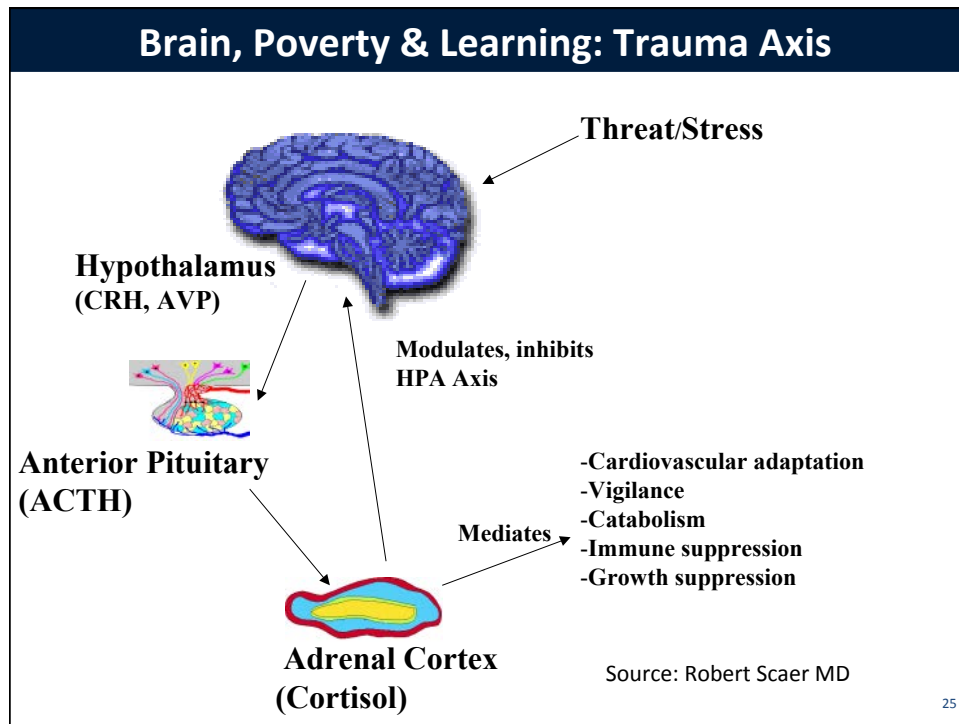 Brain, Poverty & Learning: Trauma Axis
Threat/Stress
Hypothalamus
(CRH, AVP)
Modulates, inhibits
HPA Axis
Anterior Pituitary
(ACTH)
-Cardiovascular adaptation
-Vigilance
-Catabolism
-Immune suppression
-Growth suppression
Mediates
Adrenal Cortex
(Cortisol)
Source: Robert Scaer MD
25